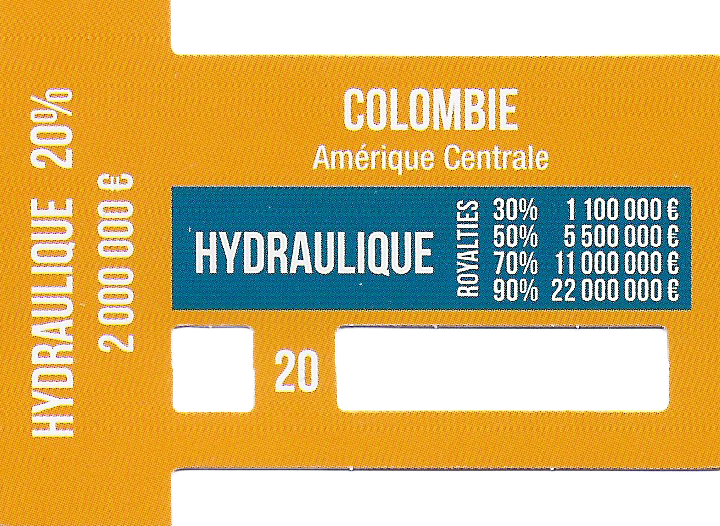 HYDRAULIQUE 20%
2 000 000 €
COLOMBIE
Amérique Centrale
HYDRAULIQUE
ROYALTIES
30% 1 100 000 €
50% 5 500 000 €
70% 11 000 000 €
90% 22 000 000 €
20